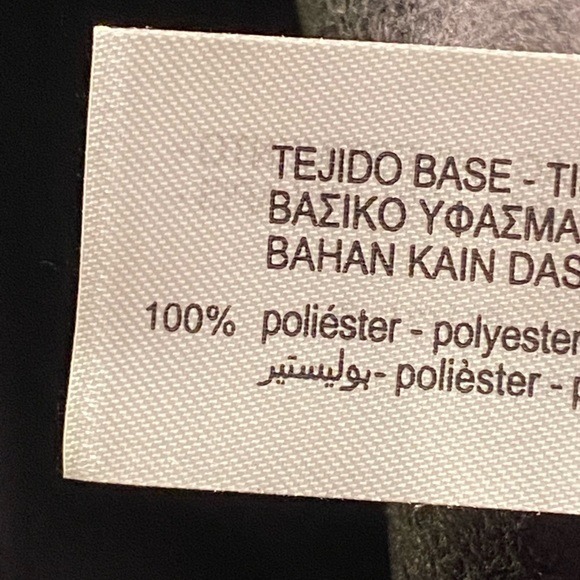 TEJIDO BASE - TI
ΒΑΣΙΚΟ ΥΦΑΣΜΑ
BAHAN KAIN DAS
100% poliéster - polyester
بوليستير- polièster - p